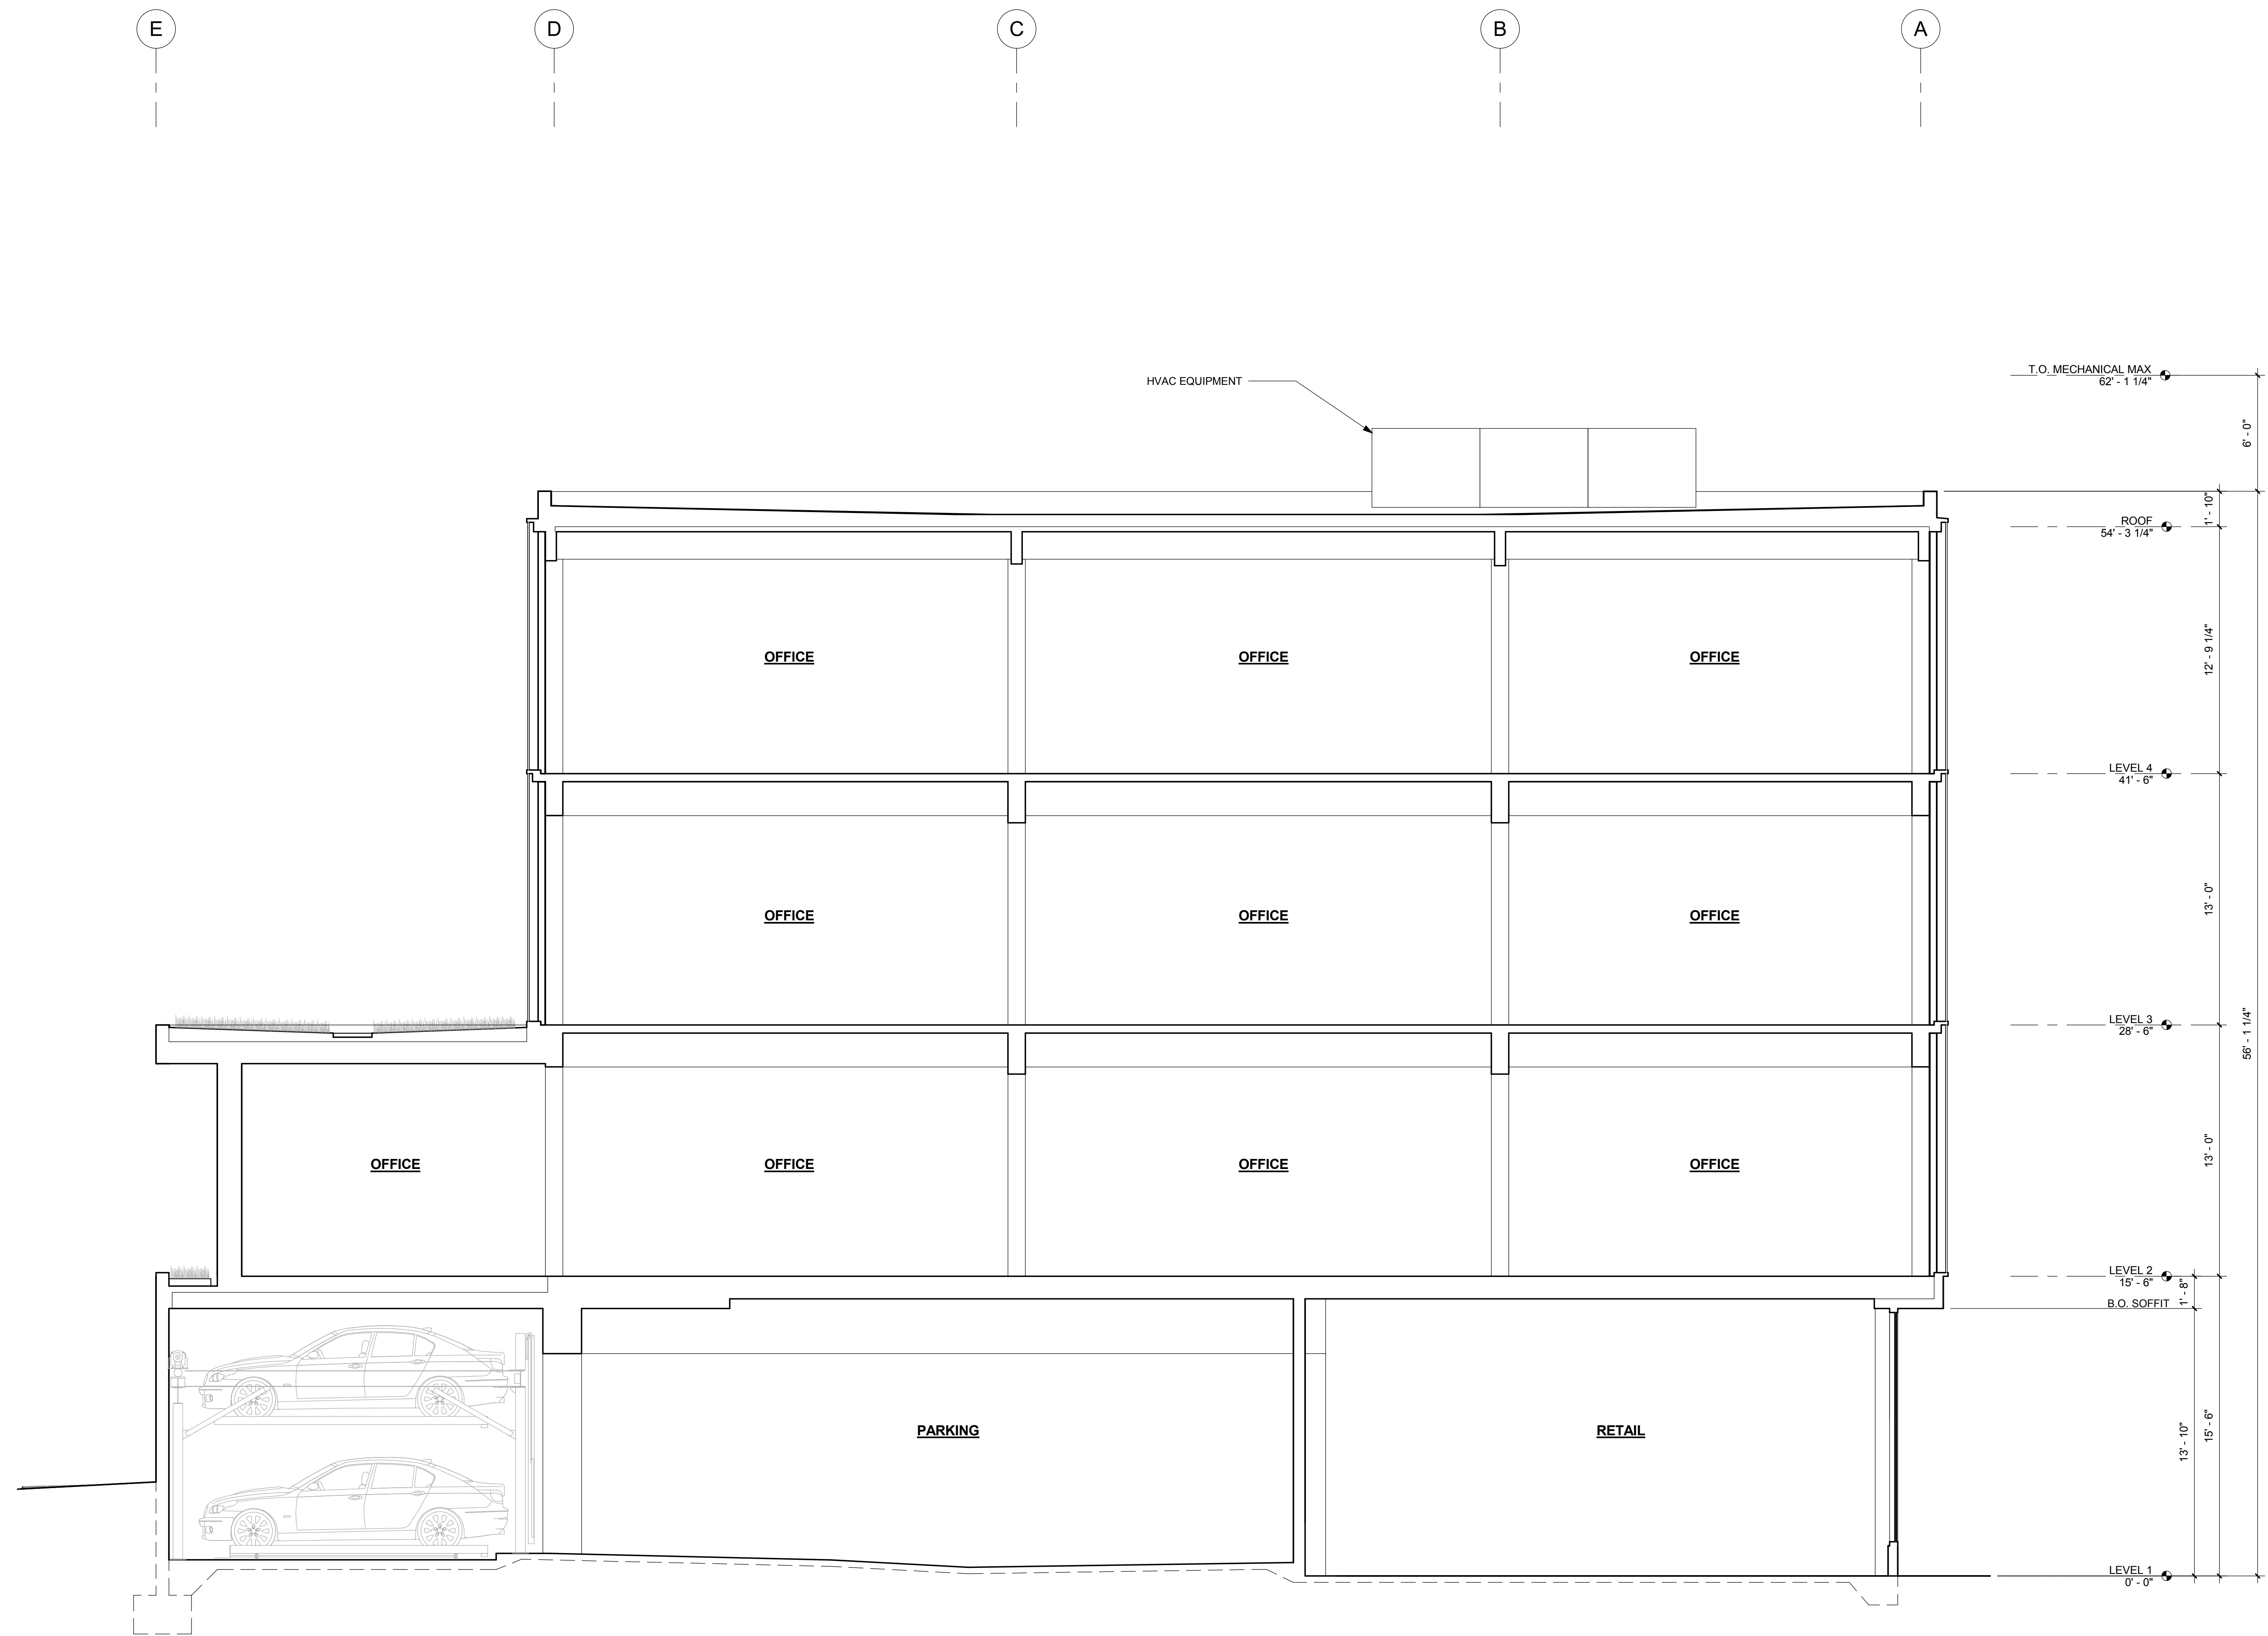 E
D
C
B
A
T.O. MECHANICAL MAX
62' - 1 1/4"
HVAC EQUIPMENT
6' - 0"
1' - 10"
ROOF
54' - 3 1/4"
OFFICE
OFFICE
OFFICE
12' - 9 1/4"
LEVEL 4
41' - 6"
OFFICE
OFFICE
OFFICE
13' - 0"
LEVEL 3
28' - 6"
56' - 1 1/4"
OFFICE
OFFICE
OFFICE
OFFICE
13' - 0"
LEVEL 2
15' - 6"
1' - 8"
B.O. SOFFIT
PARKING
RETAIL
13' - 10"
15' - 6"
LEVEL 1
0' - 0"